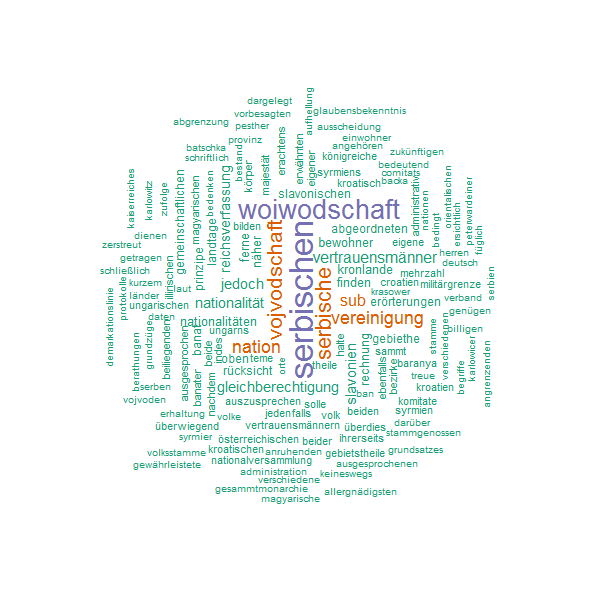 dargelegt
glaubensbekenntnis
aufhellung
vorbesagten
abgrenzung
pesther
ausscheidung
einwohner
provinz
angehören
batschka
schriftlich
bestand
körper
majestät
erachtens
erwähnten
eigener
königreiche
zukünftigen
bedeutend
syrmiens
comitats
kaiserreiches
karlowitz
zufolge
gemeinschaftlichen
magyarischen
landtage
bedenken
reichsverfassung
slavonischen
kroatisch
backa
administrativ
nationen
bedingt
orientalischen
ersichtlich
peterwardeiner
füglich
serbien
woiwodschaft
dienen
zerstreut
getragen
schließlich
kurzem
länder
prinzipe
ferne
näher
bilden
vojvodschaft
serbischen
serbische
abgeordneten
bewohner
eigene
vertrauensmänner
herren
deutsch
kronlande
mehrzahl
finden
croatien
militärgrenze
krasower
verband
genügen
demarkationslinie
protokolle
illirischen
laut
jedoch
ungarischen
daten
nationalität
sub
erörterungen
vereinigung
billigen
berathungen
grundzüge
beiliegenden
ausgesprochen
banat
beide
nationalitäten
ungarns
indes
nation
gebiethe
stamme
verschiedenen
karlowicer
begriffe
angrenzenden
oben
teme
rücksicht
orte
theile
halte
slavonien
rechnung
sammt
ebenfalls
bezirke
baranya
treue
kroatien
serben
vojvoden
banater
nachdem
gleichberechtigung
ban
komitate
auszusprechen
solle
erhaltung
volke
jedenfalls
volk
beiden
syrmien
überwiegend
vertrauensmännern
überdies
darüber
stammgenossen
syrmier
österreichischen
beider
ihrerseits
volksstamme
kroatischen
anruhenden
gebietstheile
grundsatzes
gewährleistete
nationalversammlung
ausgesprochenen
administration
keineswegs
verschiedene
gesammtmonarchie
allergnädigsten
magyarische